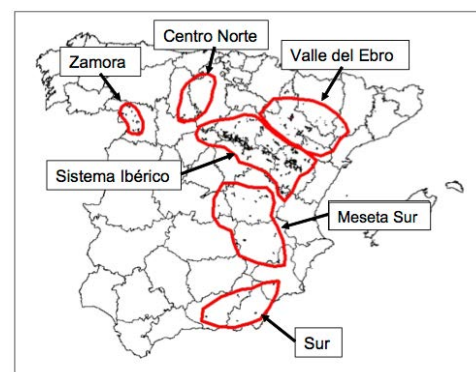 Centro Norte
Zamora
Valle del Ebro
Sistema Ibérico
Meseta Sur
Sur